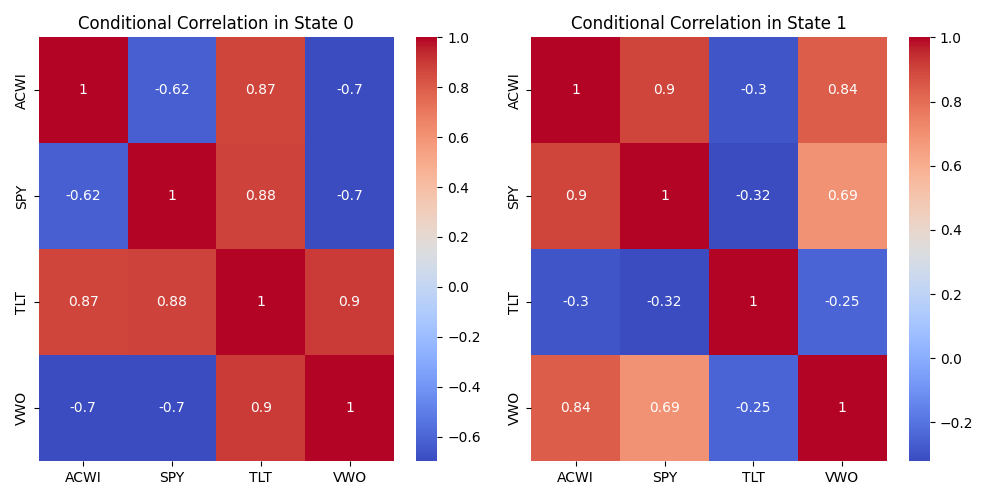 Conditional Correlation in State 0
ACWI 1 -0.62 0.87 -0.7
SPY -0.62 1 0.88 -0.7
TLT 0.87 0.88 1 0.9
VWO -0.7 -0.7 0.9 1
ACWI SPY TLT VWO
1.0
0.8
0.6
0.4
0.2
0.0
−0.2
−0.4
−0.6
Conditional Correlation in State 1
ACWI 1 0.9 -0.3 0.84
SPY 0.9 1 -0.32 0.69
TLT -0.3 -0.32 1 -0.25
VWO 0.84 0.69 -0.25 1
ACWI SPY TLT VWO
1.0
0.8
0.6
0.4
0.2
0.0
−0.2